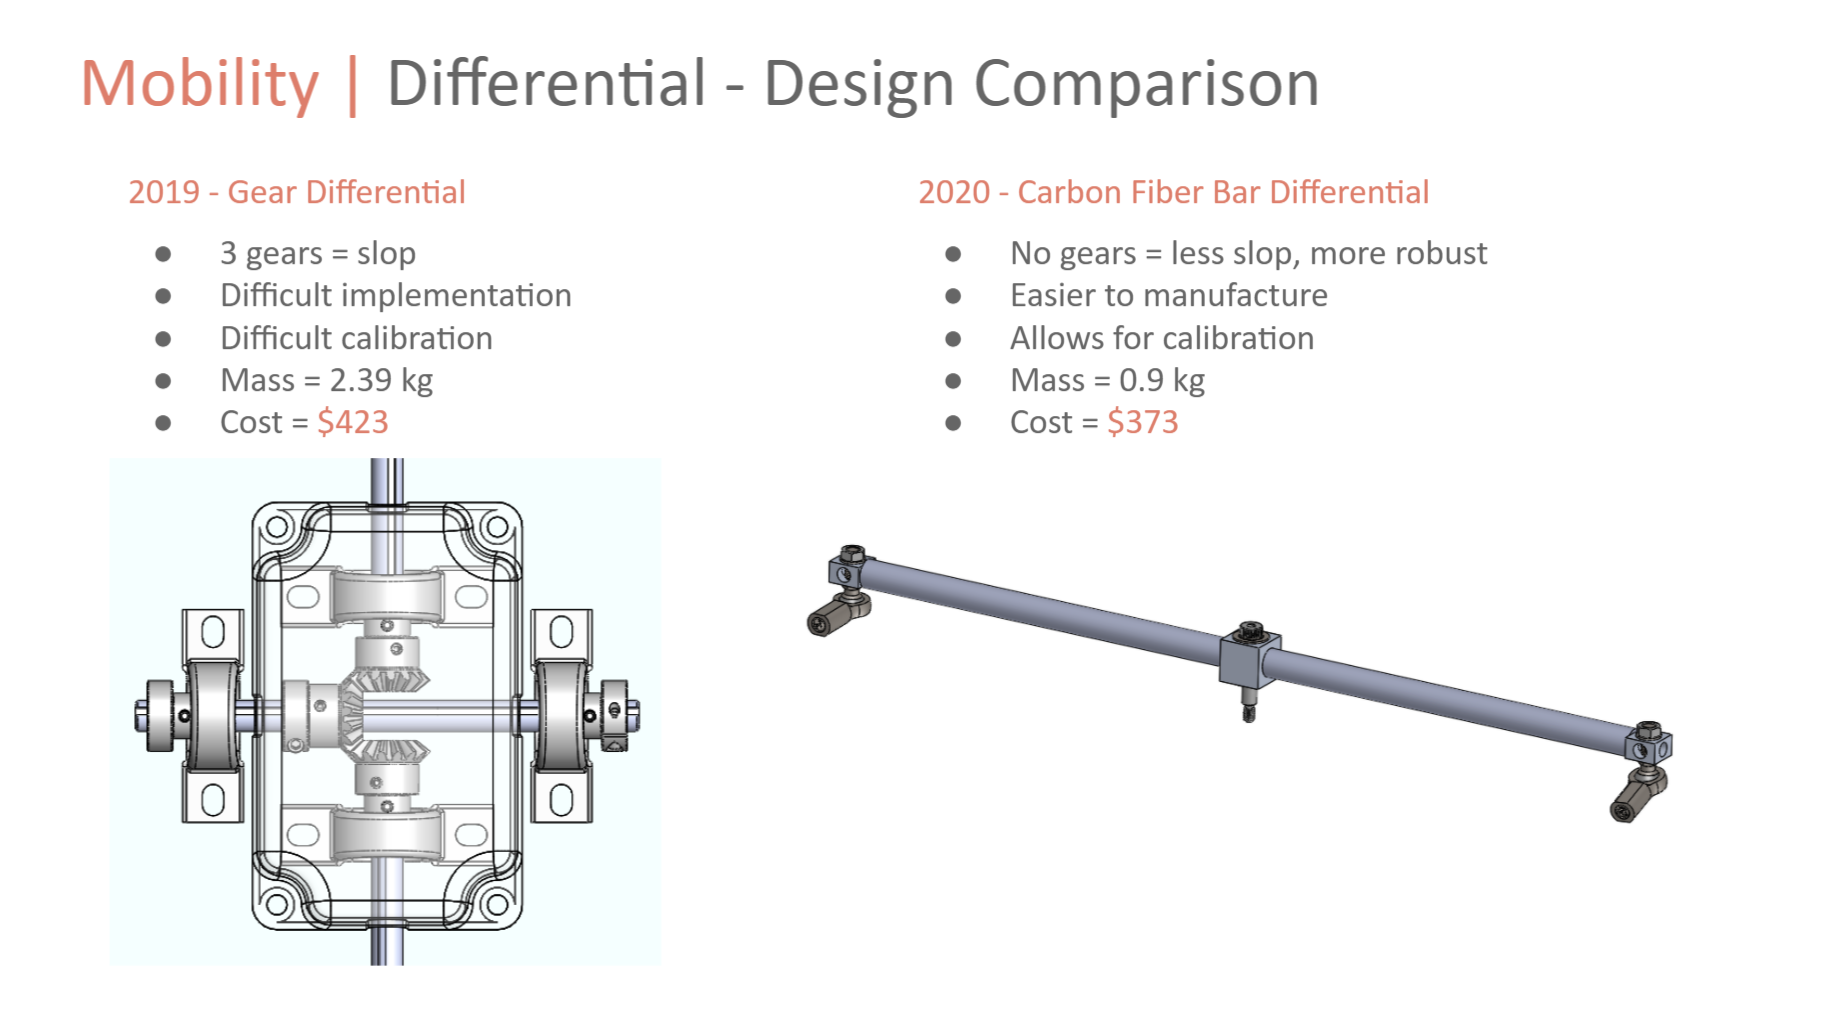 Mobility | Differential - Design Comparison
2019 - Gear Differential
● 3 gears = slop
● Difficult implementation
● Difficult calibration
● Mass = 2.39 kg
● Cost = $423
2020 - Carbon Fiber Bar Differential
● No gears = less slop, more robust
● Easier to manufacture
● Allows for calibration
● Mass = 0.9 kg
● Cost = $373